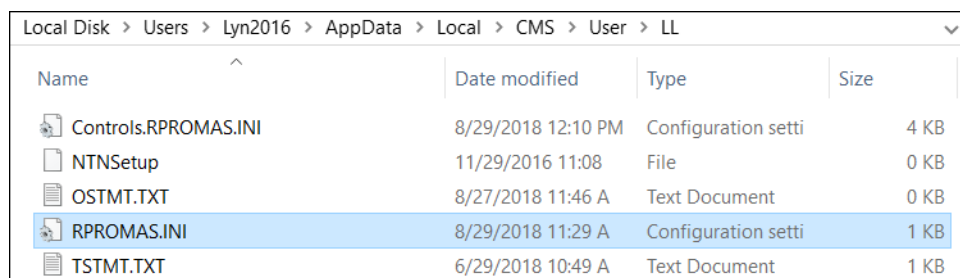 Local Disk > Users > Lyn2016 > AppData > Local > CMS > User > LL
Name Date modified Type Size
Controls.RPROMAS.INI 8/29/2018 12:10 PM Configuration setti 4 KB
NTNSetup 11/29/2016 11:08 File 0 KB
OSTMT.TXT 8/27/2018 11:46 A Text Document 0 KB
RPROMAS.INI 8/29/2018 11:29 A Configuration setti 1 KB
TSTMT.TXT 6/29/2018 10:49 A Text Document 1 KB